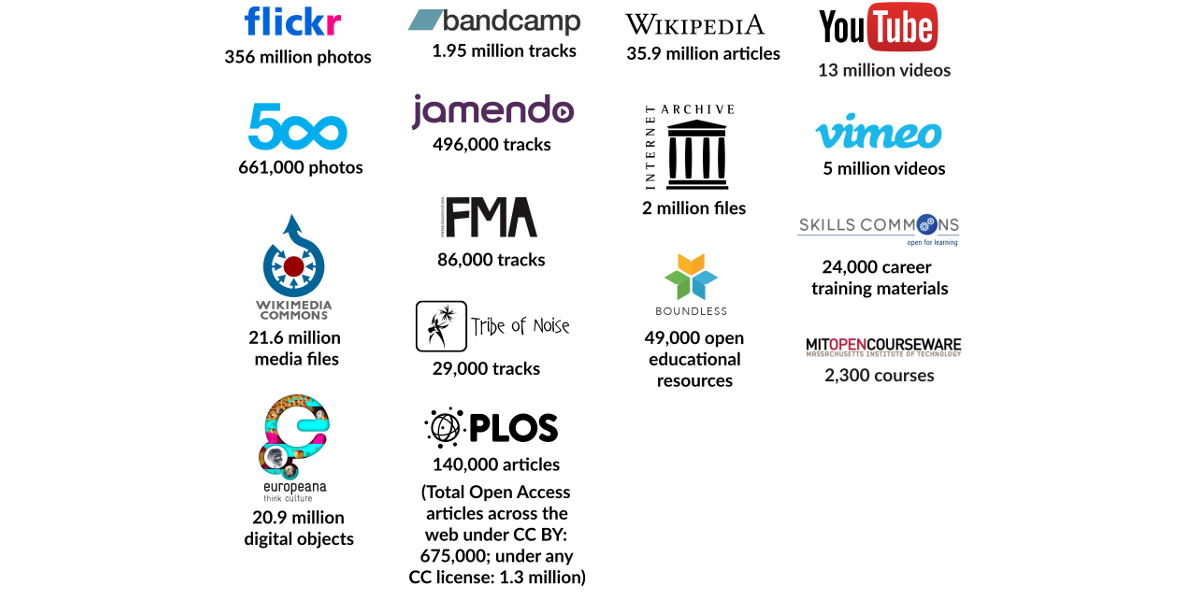 flickr
356 million photos
500
661,000 photos
WIKIMEDIA
COMMONS
21.6 million
media files
europeana
think culture
20.9 million
digital objects
bandcamp
1.95 million tracks
jamendo
496,000 tracks
FMA
86,000 tracks
Tribe of Noise
29,000 tracks
PLOS
140,000 articles
(Total Open Access
articles across the
web under CC BY:
675,000; under any
CC license: 1.3 million)
WIKIPEDIA
35.9 million articles
INTERNET
ARCHIVE
2 million files
BOUNDLESS
49,000 open
educational
resources
YouTube
13 million videos
vimeo
5 million videos
SKILLS COMMONS
open for learning
24,000 career
training materials
MITOPENCOURSEWARE
MASSACHUSETTS INSTITUTE OF TECHNOLOGY
2,300 courses